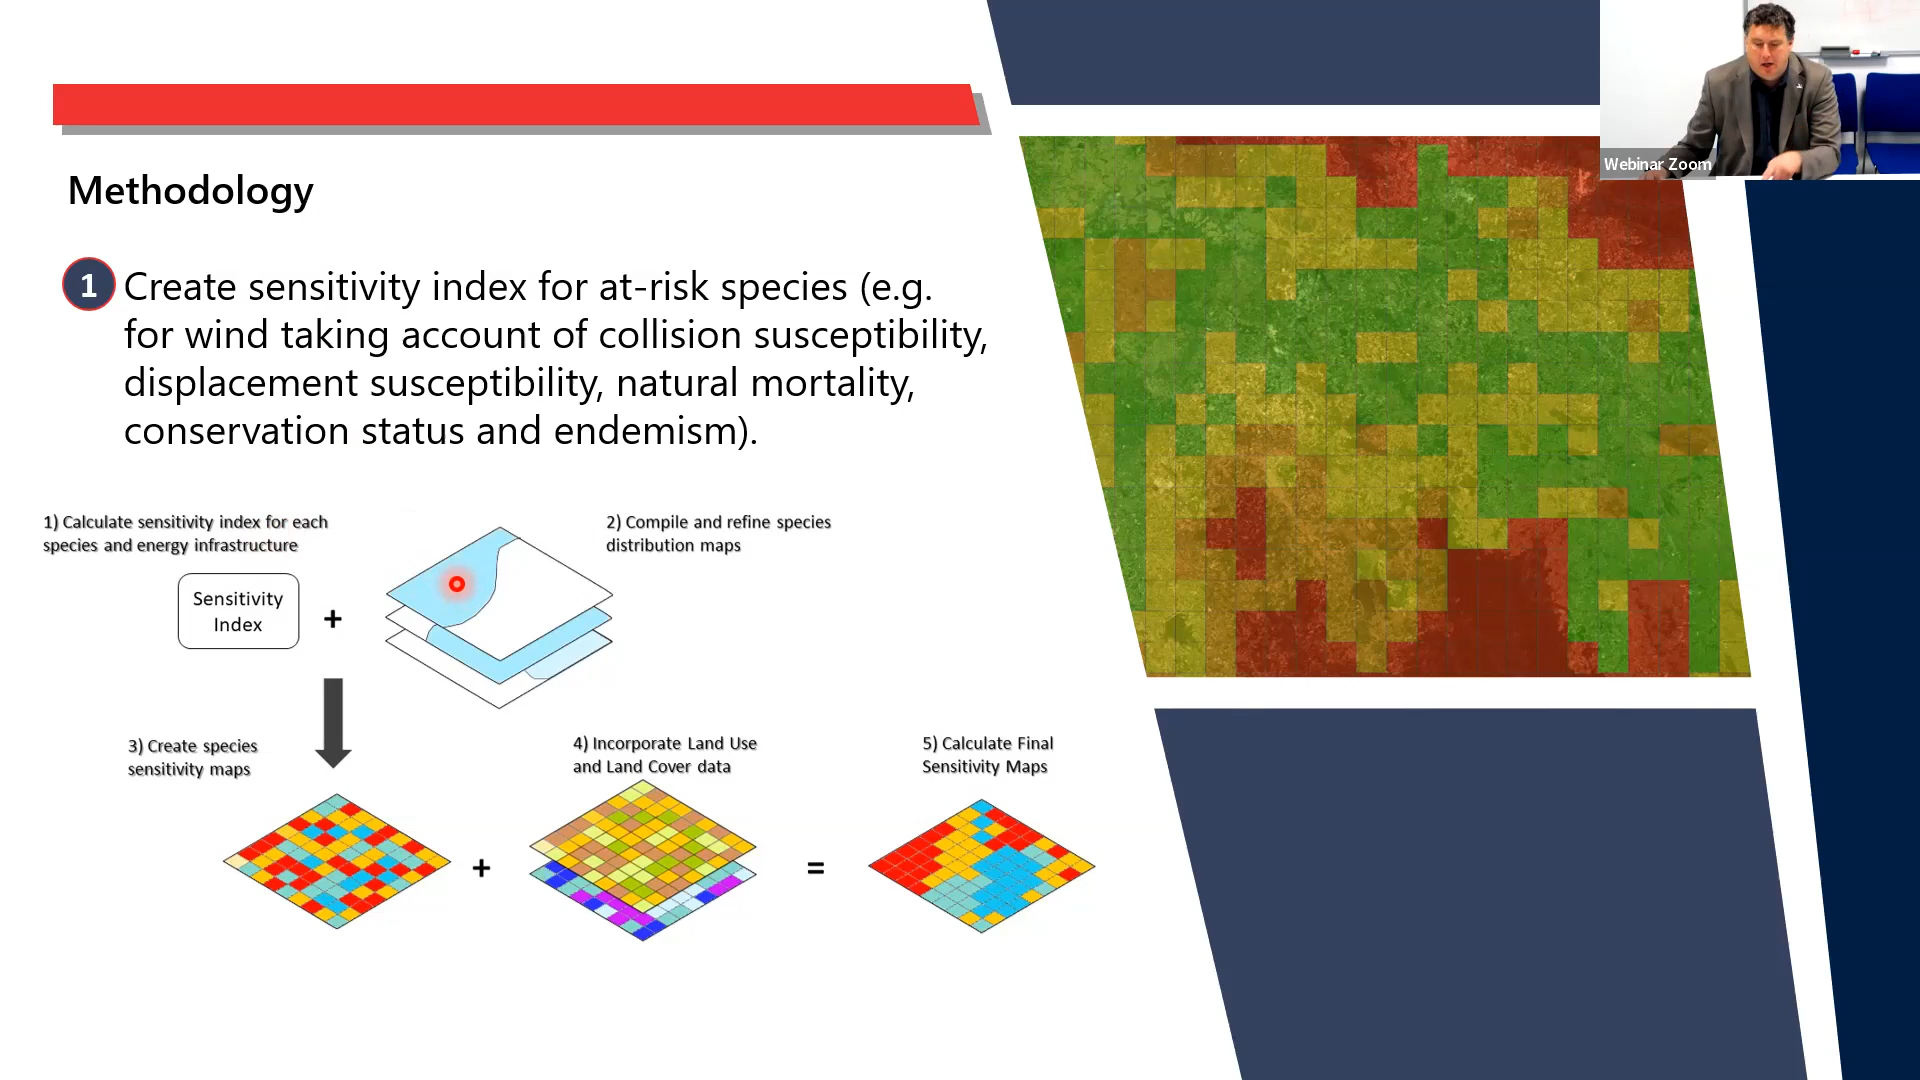 Webinar Zoom
Methodology
1
Create sensitivity index for at-risk species (e.g.
for wind taking account of collision susceptibility,
displacement susceptibility, natural mortality,
conservation status and endemism).
1) Calculate sensitivity index for each
species and energy infrastructure
2) Compile and refine species
distribution maps
Sensitivity
Index
+
3) Create species
sensitivity maps
4) Incorporate Land Use
and Land Cover data
5) Calculate Final
Sensitivity Maps
+
=